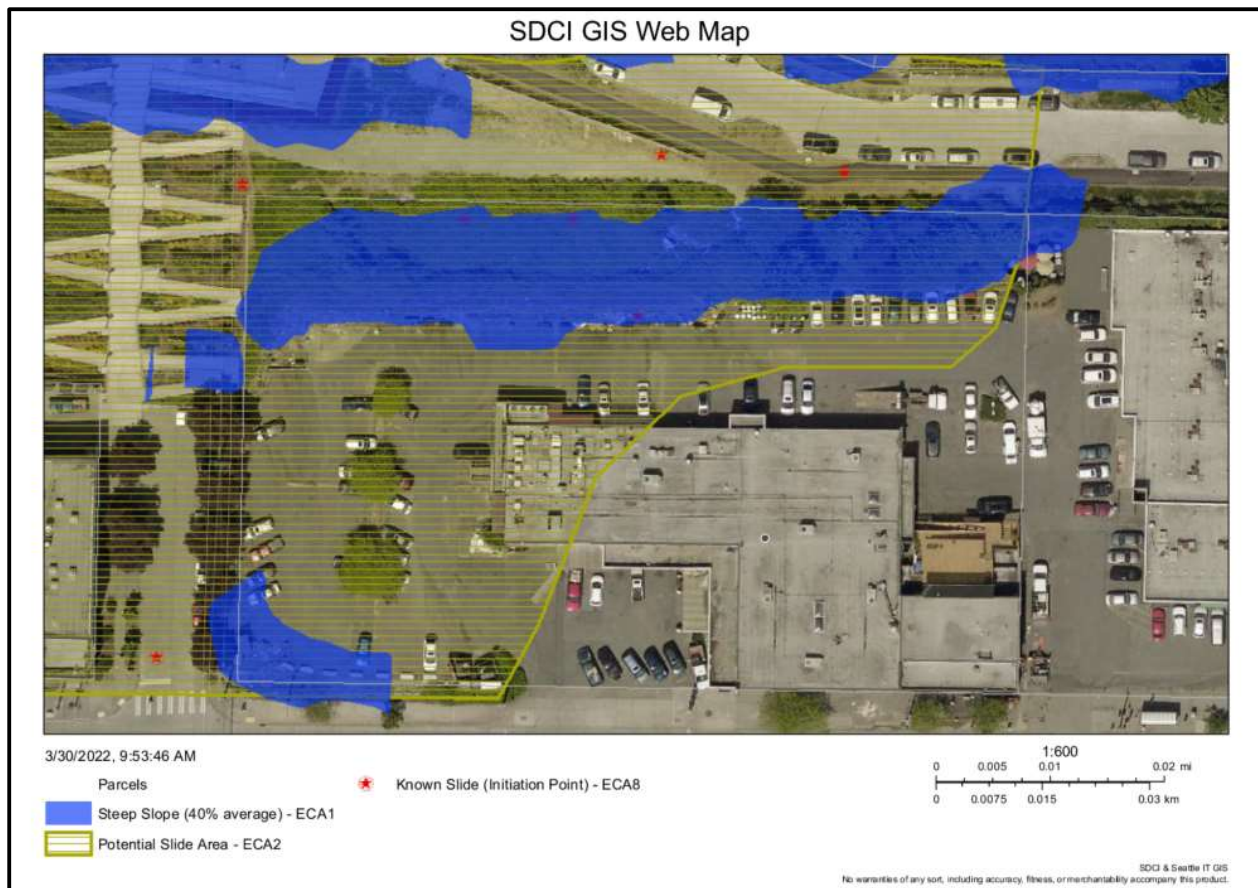 SDCI GIS Web Map
3/30/2022, 9:53:46 AM
Parcels
Steep Slope (40% average) - ECA1
Potential Slide Area - ECA2
Known Slide (Initiation Point) - ECA8
1:600
0 0.005 0.01 0.02 mi
0 0.0075 0.015 0.03 km
SDCI & Seattle IT GIS
No warranties of any sort, including accuracy, fitness, or merchantability accompany this product.